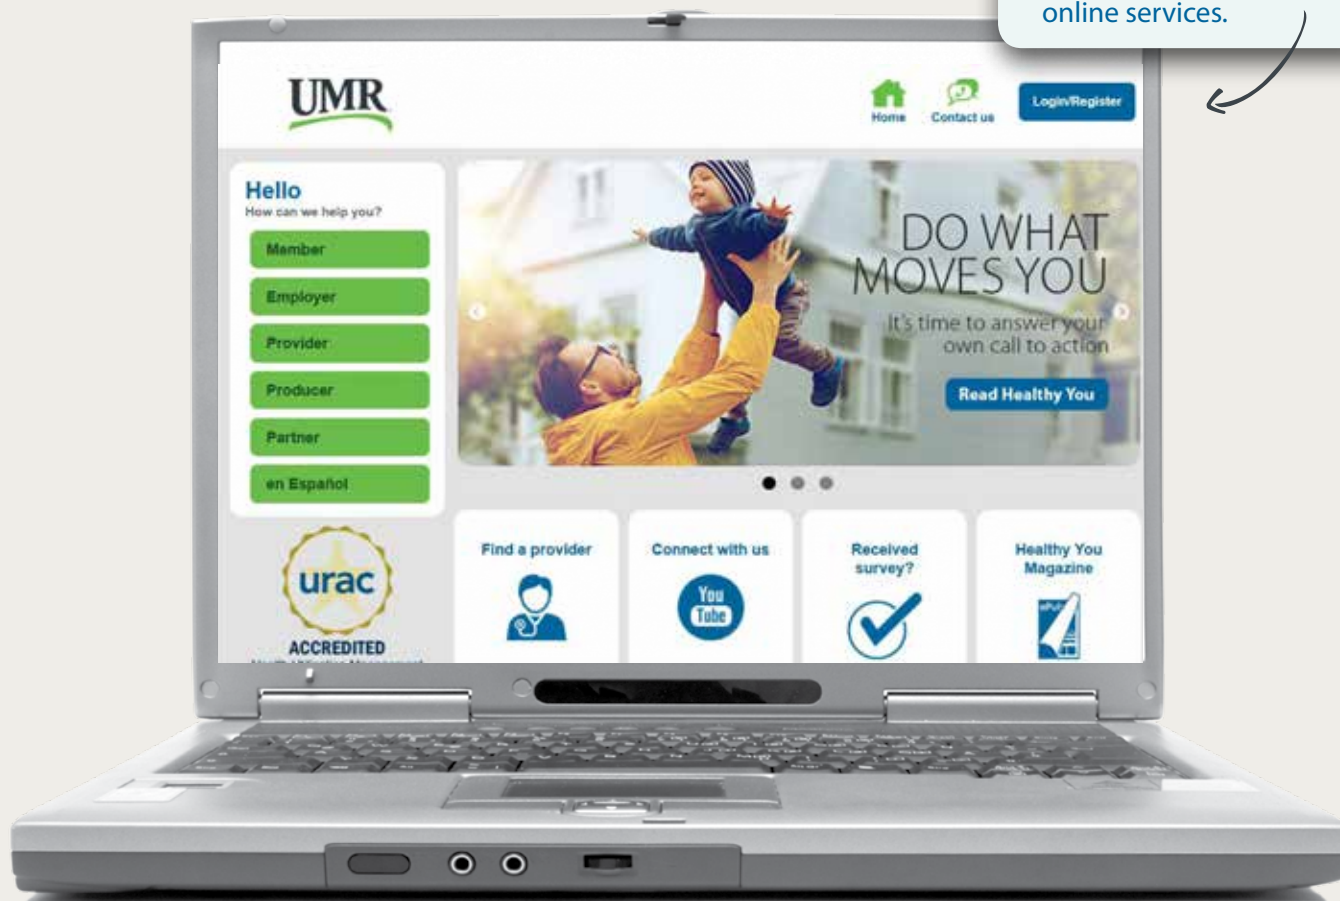 online services.
UMR
Home
Contact us
Login/Register
Hello
How can we help you?
Member
Employer
Provider
Producer
Partner
en Español
DO WHAT
MOVES YOU
It's time to answer your
own call to action
Read Healthy You
urac
ACCREDITED
Find a provider
Connect with us
You
Tube
Received
survey?
Healthy You
Magazine